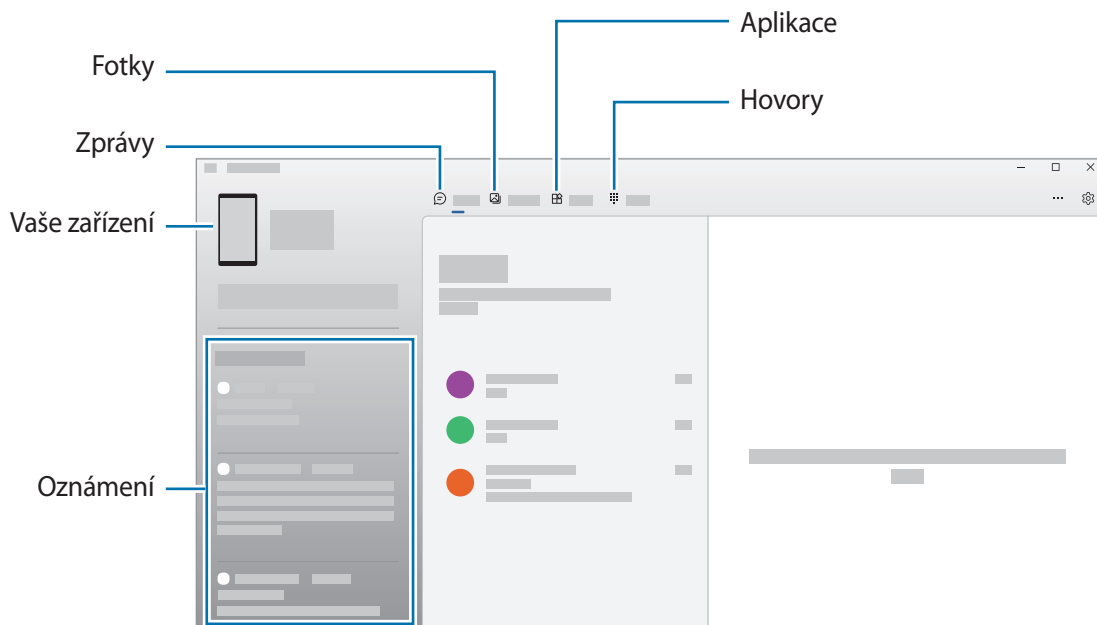 Aplikace
Fotky
Hovory
Zprávy
Vaše zařízení
Oznámení